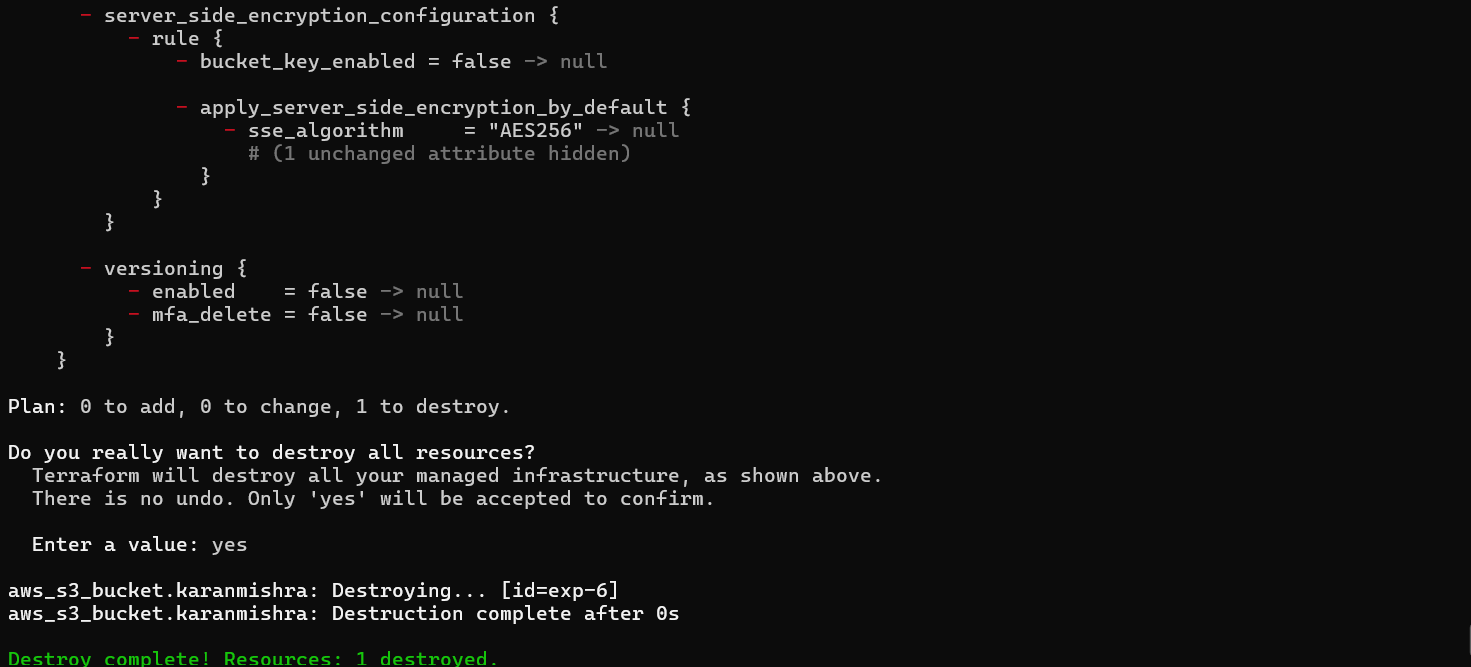 - server_side_encryption_configuration {
- rule {
- bucket_key_enabled = false -> null
- apply_server_side_encryption_by_default {
- sse_algorithm     = "AES256" -> null
# (1 unchanged attribute hidden)
}
}
}
- versioning {
- enabled    = false -> null
- mfa_delete = false -> null
}
}
Plan: 0 to add, 0 to change, 1 to destroy.
Do you really want to destroy all resources?
Terraform will destroy all your managed infrastructure, as shown above.
There is no undo. Only 'yes' will be accepted to confirm.
Enter a value: yes
aws_s3_bucket.karanmishra: Destroying... [id=exp-6]
aws_s3_bucket.karanmishra: Destruction complete after 0s
Destroy complete! Resources: 1 destroyed.